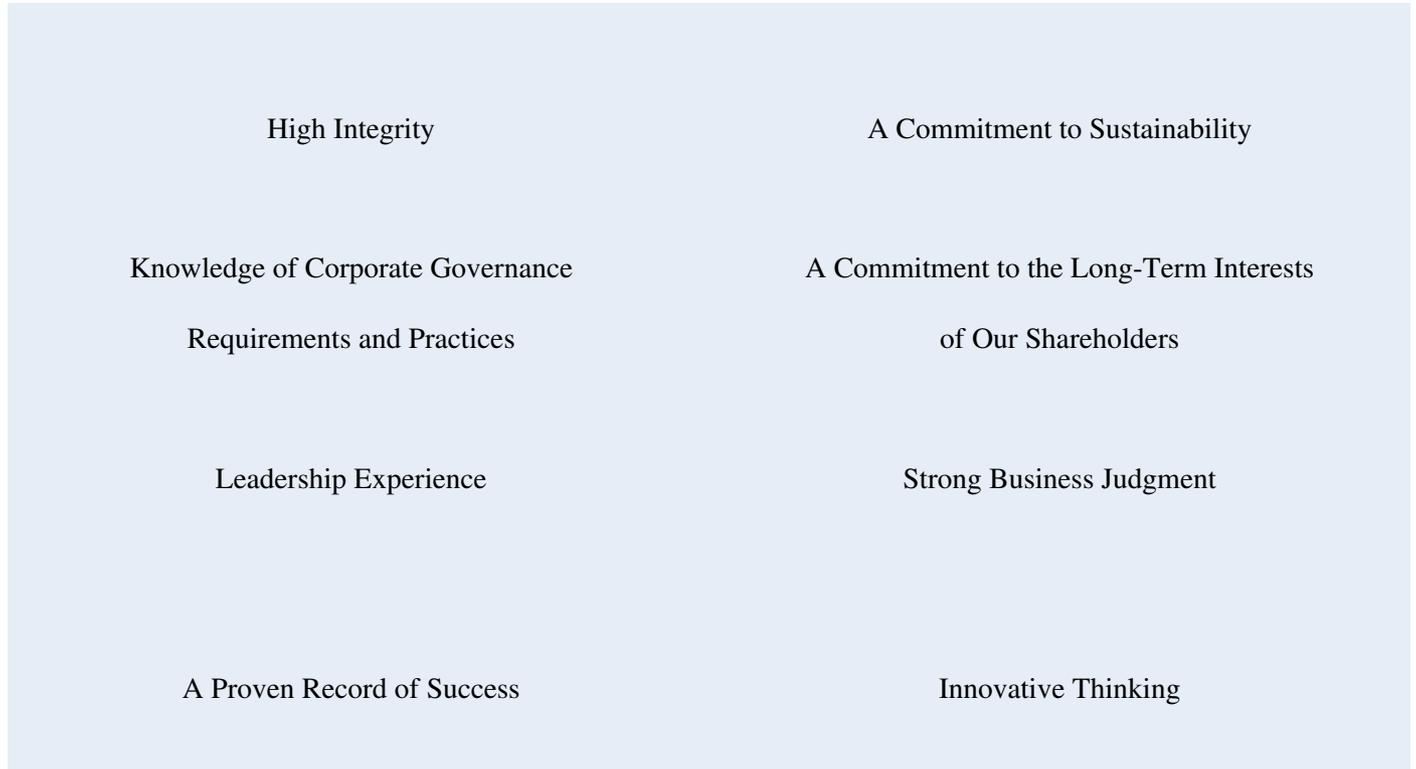 High Integrity
A Commitment to Sustainability
Knowledge of Corporate Governance
Requirements and Practices
A Commitment to the Long-Term Interests
of Our Shareholders
Leadership Experience
Strong Business Judgment
A Proven Record of Success
Innovative Thinking